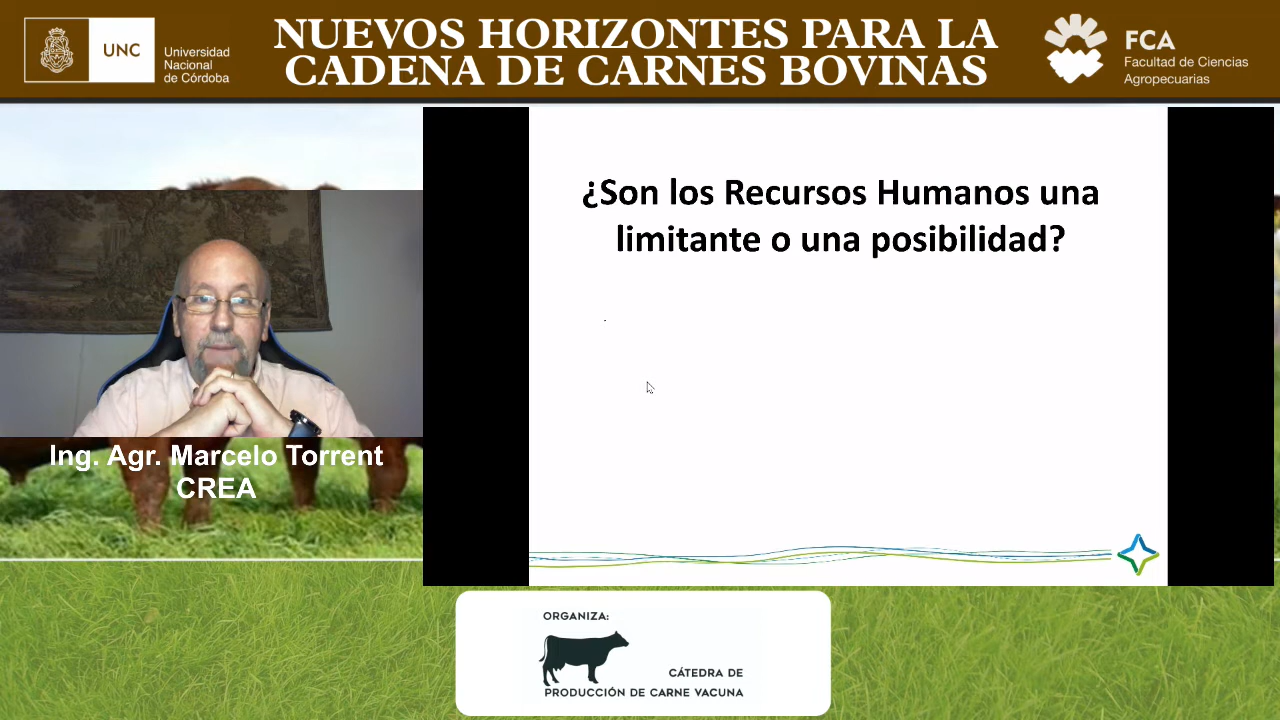 UNC
Universidad
Nacional
de Córdoba
NUEVOS HORIZONTES PARA LA
CADENA DE CARNES BOVINAS
FCA
Facultad de Ciencias
Agropecuarias
¿Son los Recursos Humanos una
limitante o una posibilidad?
Ing. Agr. Marcelo Torrent
CREA
ORGANIZA:
CÁTEDRA DE
PRODUCCIÓN DE CARNE VACUNA